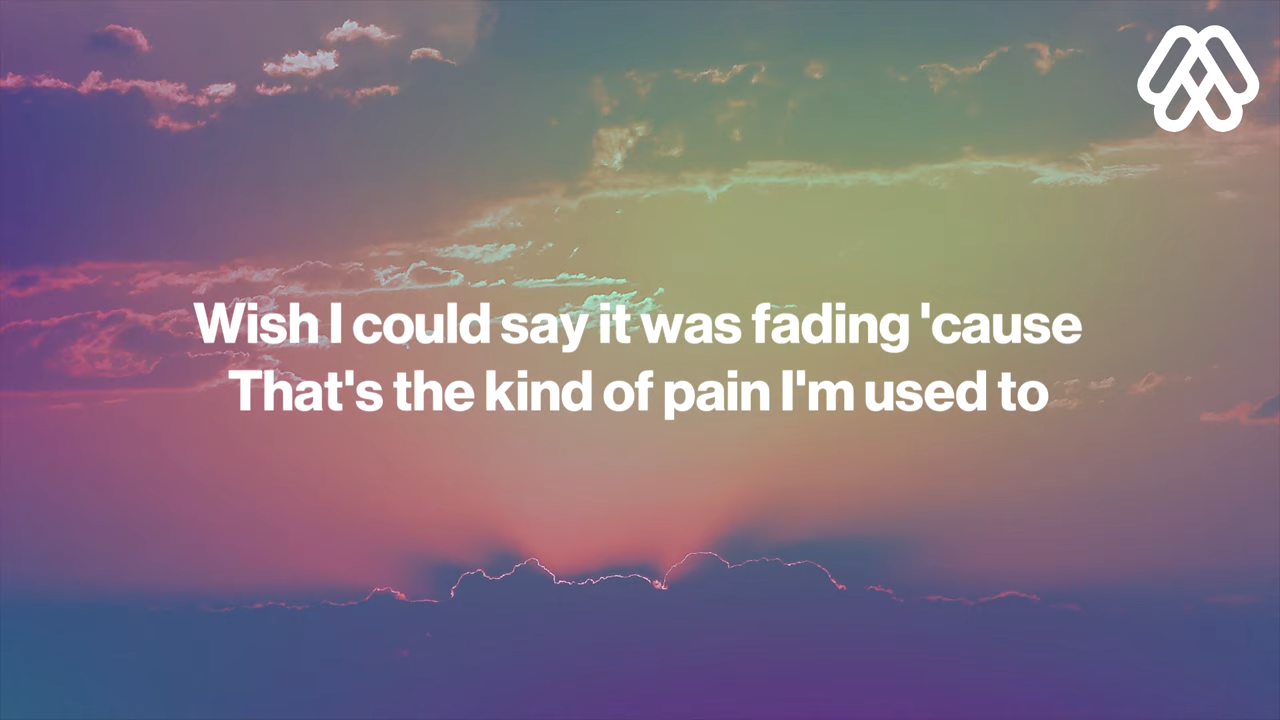 Wish I could say it was fading 'cause
That's the kind of pain I'm used to